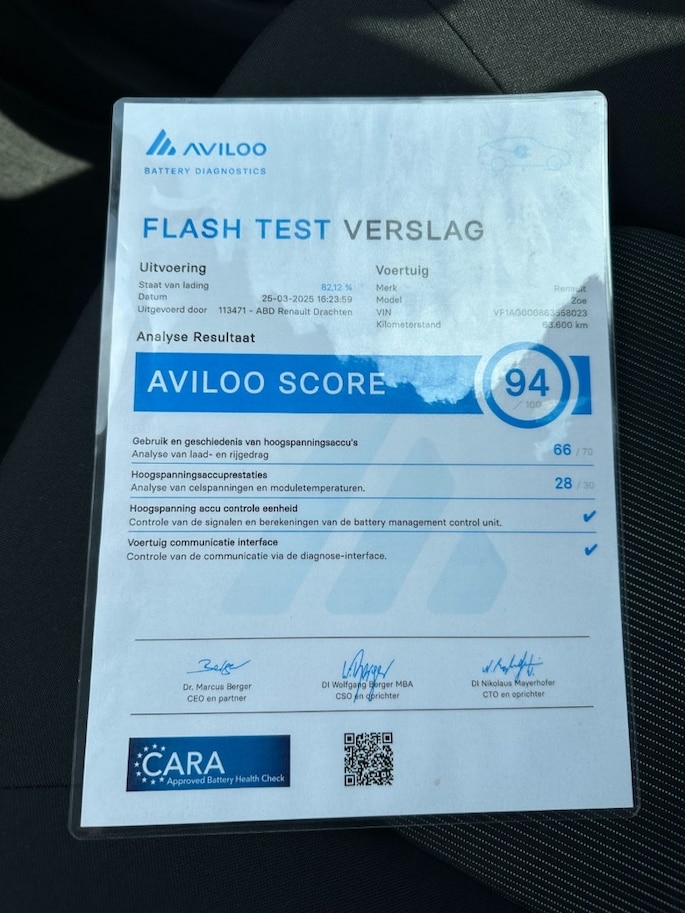 AVILOO
BATTERY DIAGNOSTICS
FLASH TEST VERSLAG
Uitvoering
Staat van lading 82,12 %
Datum 25-03-2025 16:23:59
Uitgevoerd door 113471 - ABD Renault Drachten
Voertuig
Merk Renault
Model Zoe
VIN
Kilometerstand 63.600 km
Analyse Resultaat
AVILOO SCORE 94 / 100
Gebruik en geschiedenis van hoogspanningsaccu's
Analyse van laad- en rijgedrag 66 / 70
Hoogspanningsaccuprestaties
Analyse van celspanningen en moduletemperaturen. 28 / 30
Hoogspanning accu controle eenheid
Controle van de signalen en berekeningen van de battery management control unit.
Voertuig communicatie interface
Controle van de communicatie via de diagnose-interface.
Dr. Marcus Berger
CEO en partner
DI Wolfgang Berger MBA
CSO en oprichter
DI Nikolaus Mayerhofer
CTO en oprichter
CARA
Approved Battery Health Check